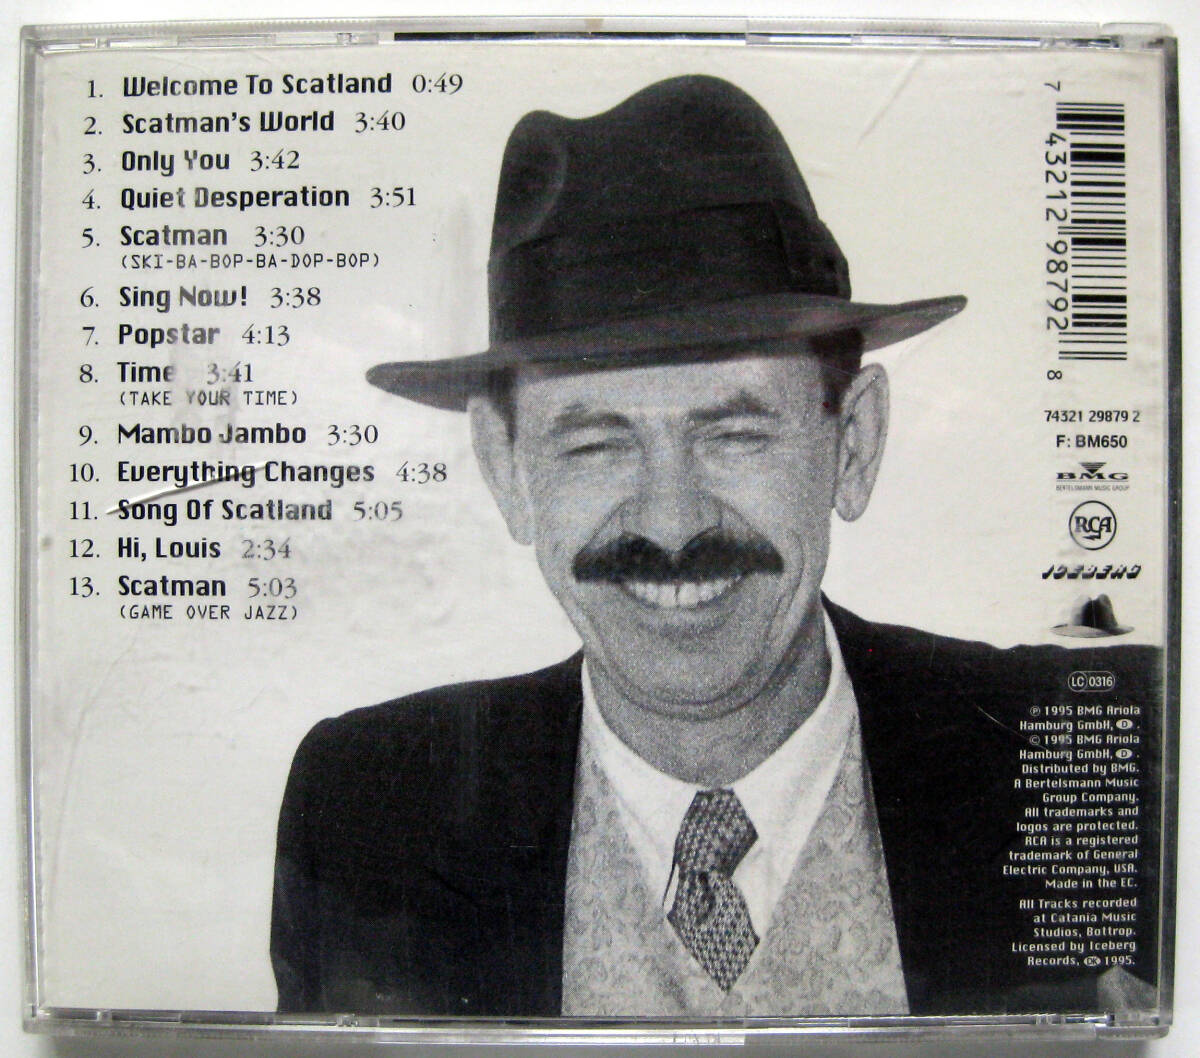 1. Welcome To Scatland 0:49
2. Scatman's World 3:40
3. Only You 3:42
4. Quiet Desperation 3:51
5. Scatman 3:30
(SKI-BA-BOP-BA-DOP-BOP)
6. Sing Now! 3:38
7. Popstar 4:13
8. Time 3:41
(TAKE YOUR TIME)
9. Mambo Jambo 3:30
10. Everything Changes 4:38
11. Song Of Scatland 5:05
12. Hi, Louis 2:34
13. Scatman 5:03
(GAME OVER JAZZ)
7 43212 98792 8
74321 29879 2
F: BM650
BMG
BERTELSMANN MUSIC GROUP
RCA
ICEBERG
LC 0316
℗ 1995 BMG Ariola
Hamburg GmbH, D .
© 1995 BMG Ariola
Hamburg GmbH, D .
Distributed by BMG.
A Bertelsmann Music
Group Company.
All trademarks and
logos are protected.
RCA is a registered
trademark of General
Electric Company, USA.
Made in the EC.
All Tracks recorded
at Catania Music
Studios, Bottrop.
Licensed by Iceberg
Records, DK 1995.